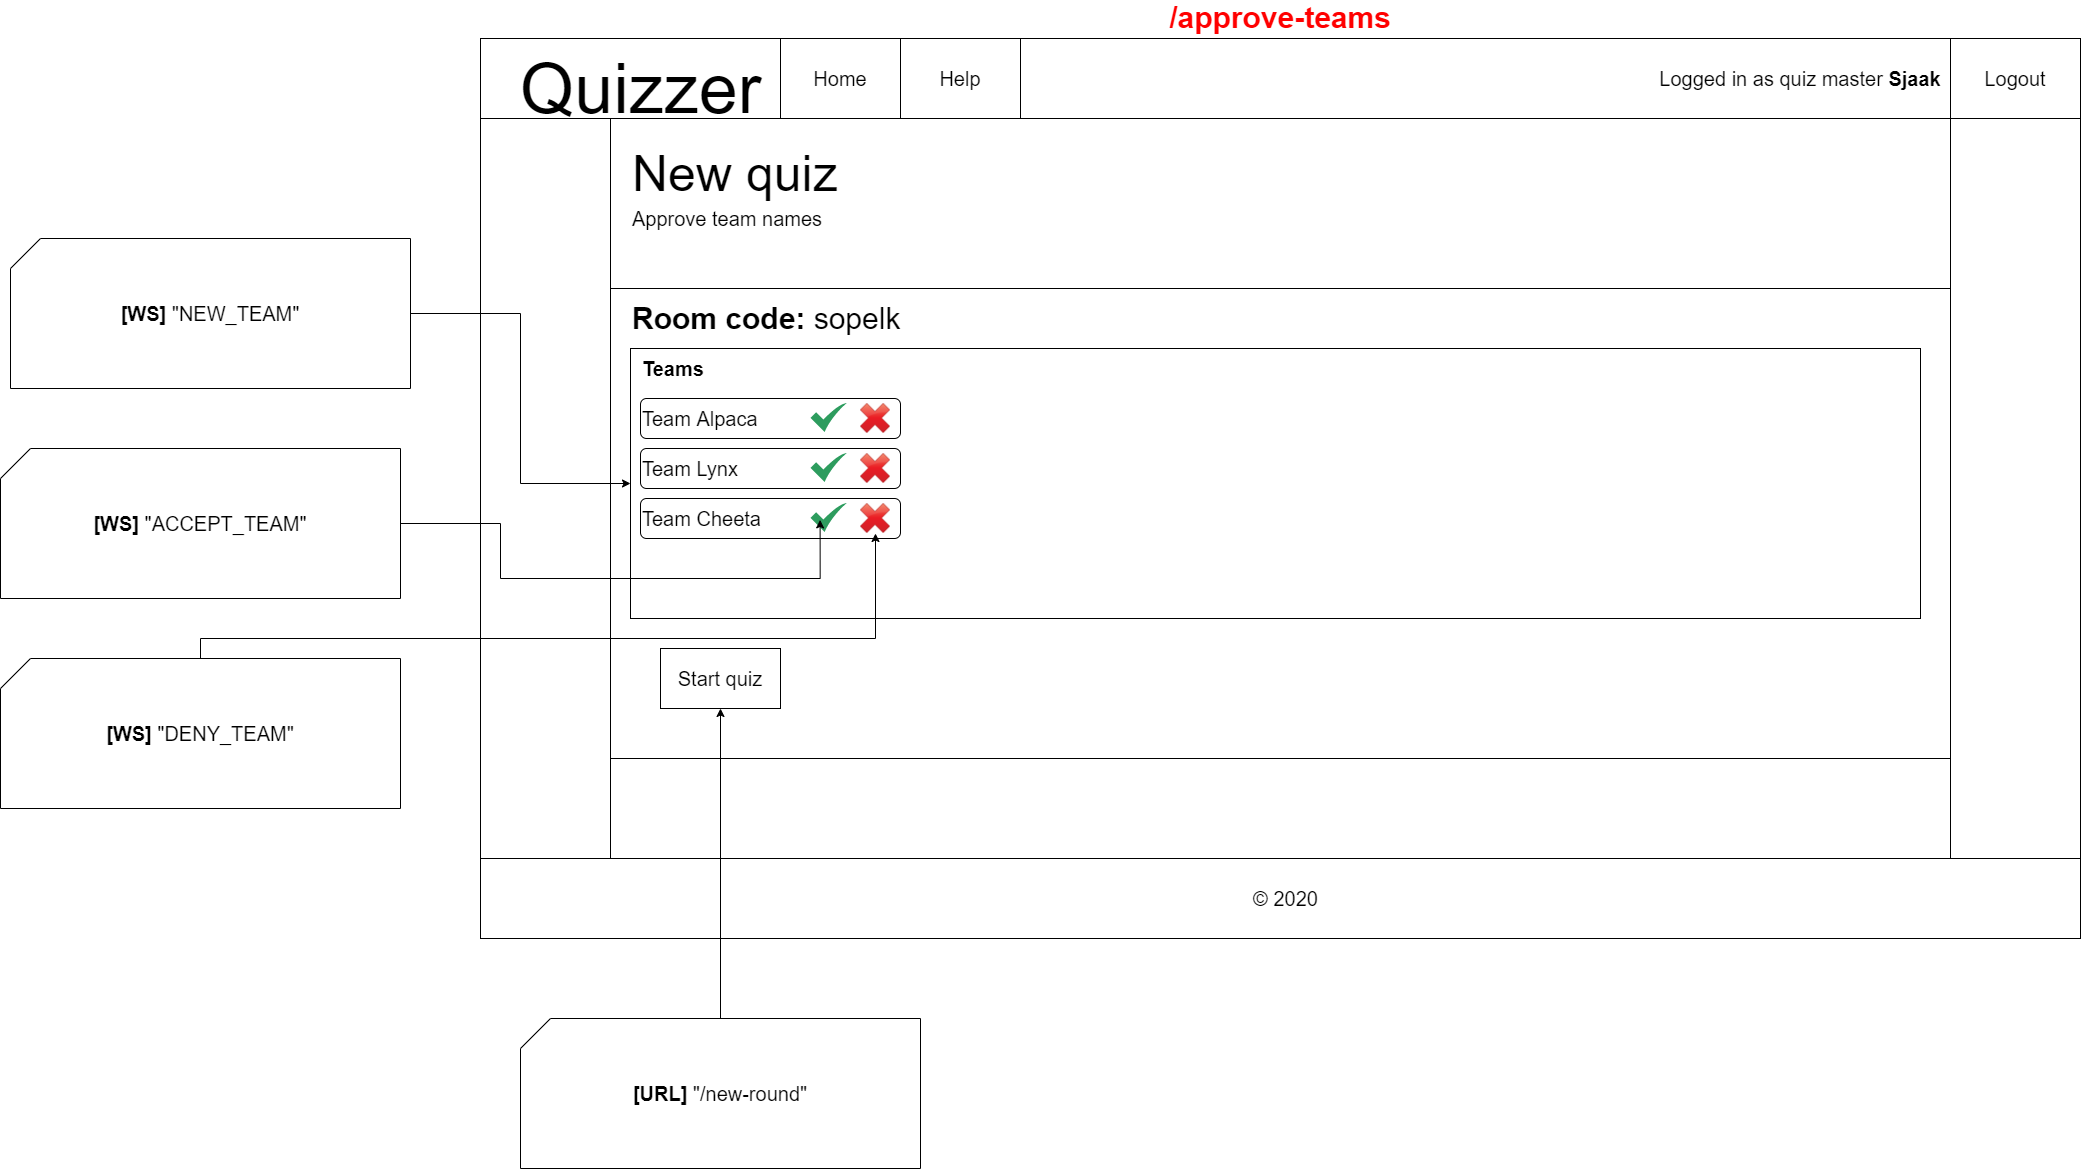 /approve-teams
Quizzer
Home
Help
Logged in as quiz master Sjaak
Logout
New quiz
Approve team names
[WS] "NEW_TEAM"
Room code: sopelk
Teams
Team Alpaca
Team Lynx
Team Cheeta
[WS] "ACCEPT_TEAM"
Start quiz
[WS] "DENY_TEAM"
© 2020
[URL] "/new-round"